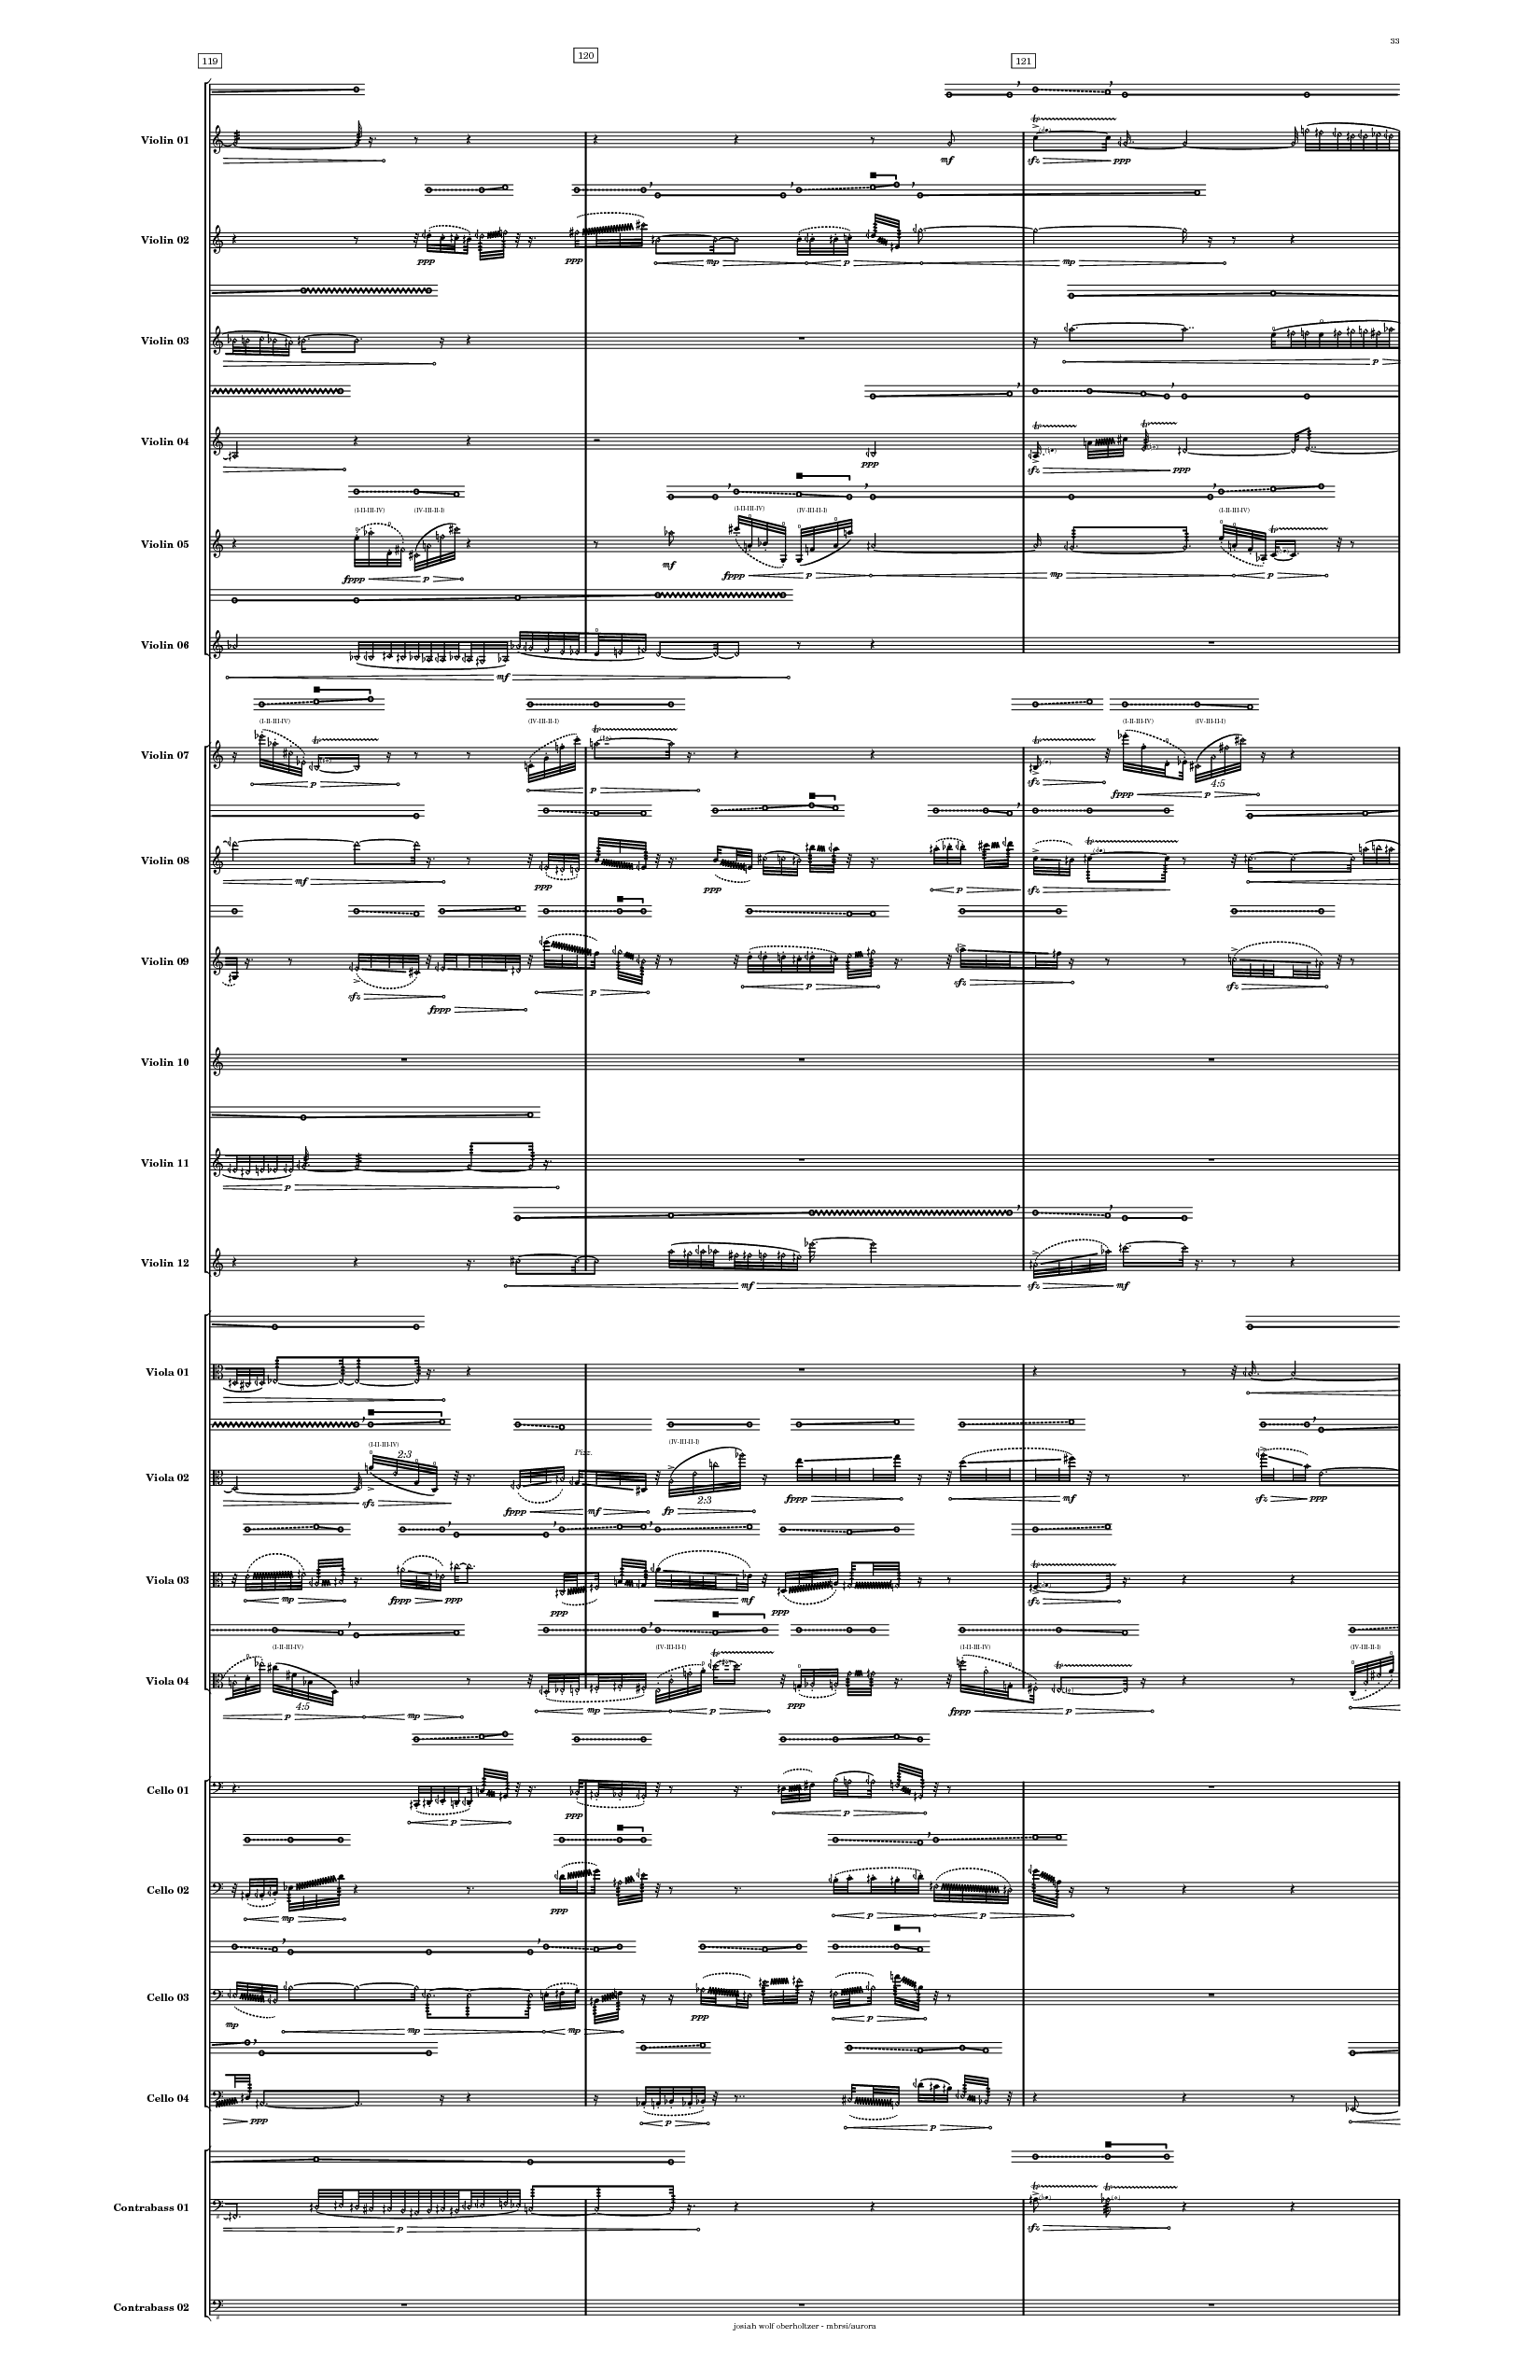 33
119
120
121
Violin 01
mf
sfz
ppp
Violin 02
ppp
ppp
mp
p
mp
Violin 03
p
Violin 04
ppp
sfz
ppp
Violin 05
(I-II-III-IV)
(IV-III-II-I)
(I-II-III-IV)
(IV-III-II-I)
(I-II-III-IV)
fppp
p
mf
fppp
p
mp
p
Violin 06
mf
Violin 07
(I-II-III-IV)
(IV-III-II-I)
(I-II-III-IV)
(IV-III-II-I)
p
p
sfz
fppp
p
4:5
Violin 08
mf
ppp
ppp
p
sfz
Violin 09
sfz
fppp
p
p
sfz
sfz
Violin 10
Violin 11
p
Violin 12
mf
sfz
mf
Viola 01
Viola 02
(I-II-III-IV)
2:3
Pizz.
(IV-III-II-I)
sfz
fppp
mf
fp
2:3
fppp
mf
sfz
ppp
Viola 03
mp
fppp
ppp
ppp
mf
ppp
sfz
Viola 04
(I-II-III-IV)
(IV-III-II-I)
(I-II-III-IV)
(IV-III-II-I)
4:5
p
mp
mp
p
ppp
fppp
p
Cello 01
p
ppp
p
Cello 02
mp
ppp
p
p
Cello 03
mp
mp
mp
ppp
p
Cello 04
ppp
p
p
Contrabass 01
p
sfz
Contrabass 02
josiah wolf oberholtzer - mbrsi/aurora